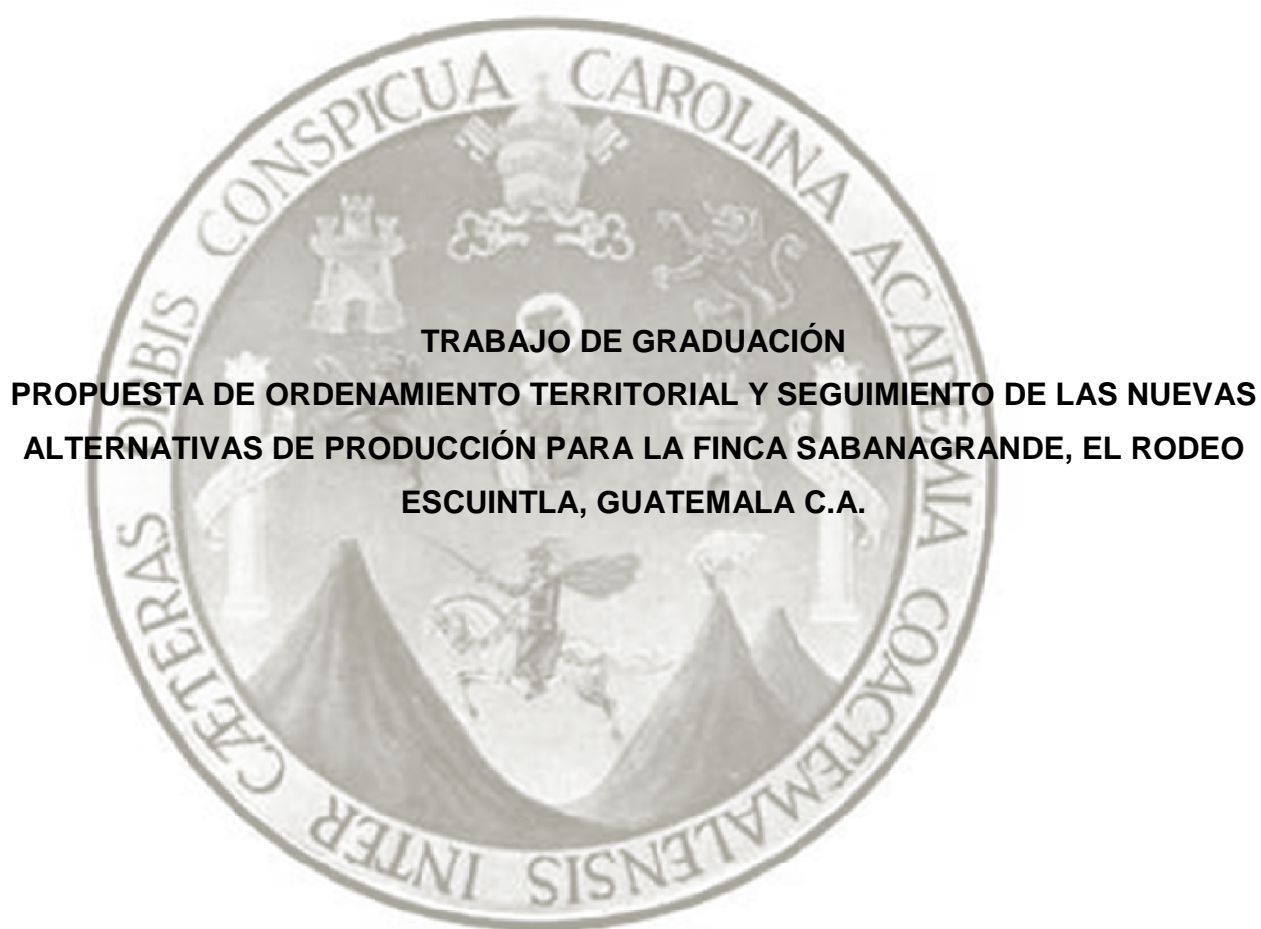 CAETERAS ORBIS CONSPICUA CAROLINA ACADEMIA COACTEMALENSIS INTER
TRABAJO DE GRADUACIÓN
PROPUESTA DE ORDENAMIENTO TERRITORIAL Y SEGUIMIENTO DE LAS NUEVAS
ALTERNATIVAS DE PRODUCCIÓN PARA LA FINCA SABANAGRANDE, EL RODEO
ESCUINTLA, GUATEMALA C.A.